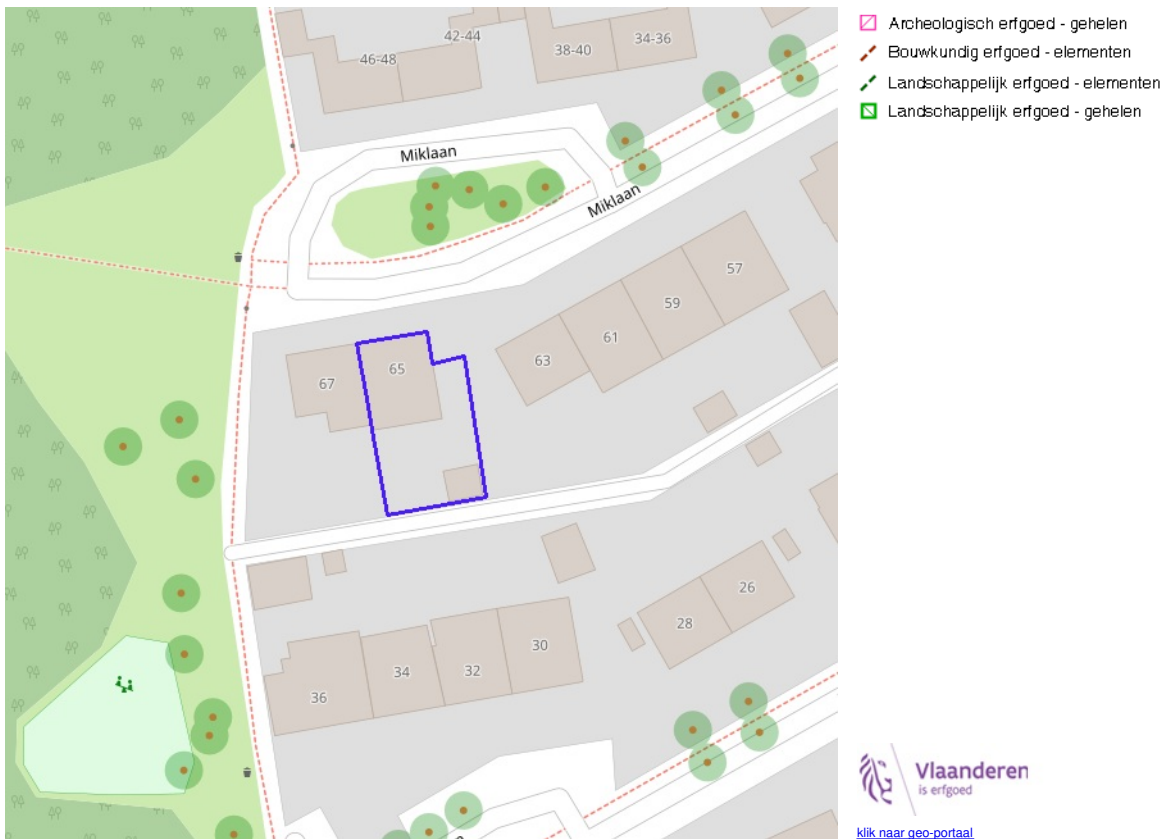 42-44
34-36
46-48
38-40
Miklaan
Miklaan
57
59
61
63
65
67
26
28
30
32
34
36
Archeologisch erfgoed - gehelen
Bouwkundig erfgoed - elementen
Landschappelijk erfgoed - elementen
Landschappelijk erfgoed - gehelen
Vlaanderen
is erfgoed
klik naar geo-portaal